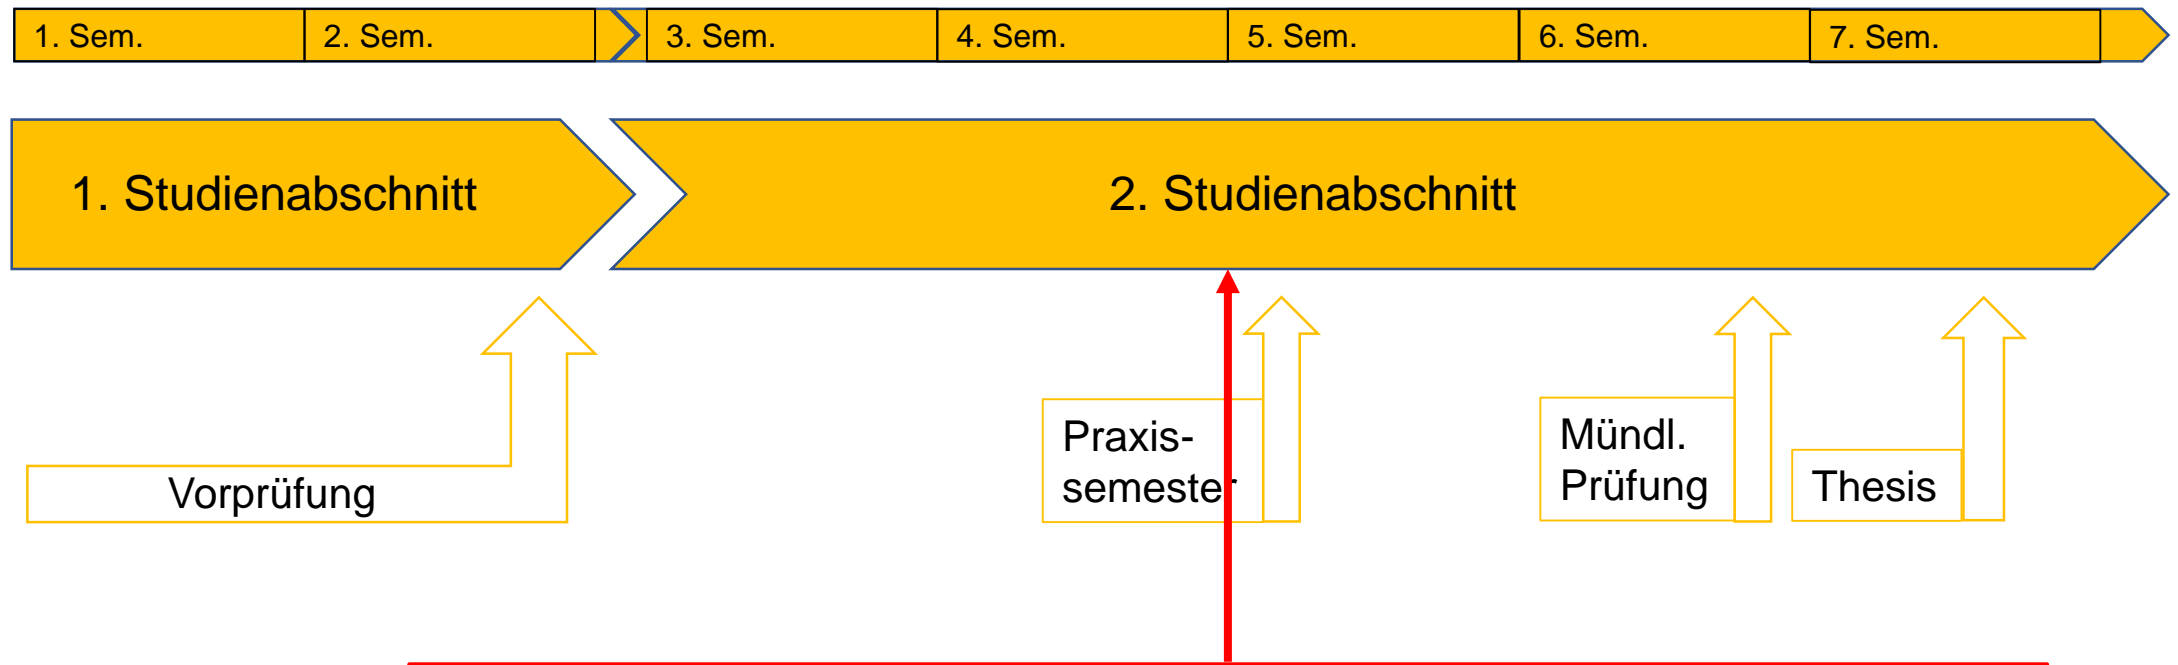 1. Sem.
2. Sem.
3. Sem.
4. Sem.
5. Sem.
6. Sem.
7. Sem.
1. Studienabschnitt
2. Studienabschnitt
Vorprüfung
Praxis-
semester
Mündl.
Prüfung
Thesis